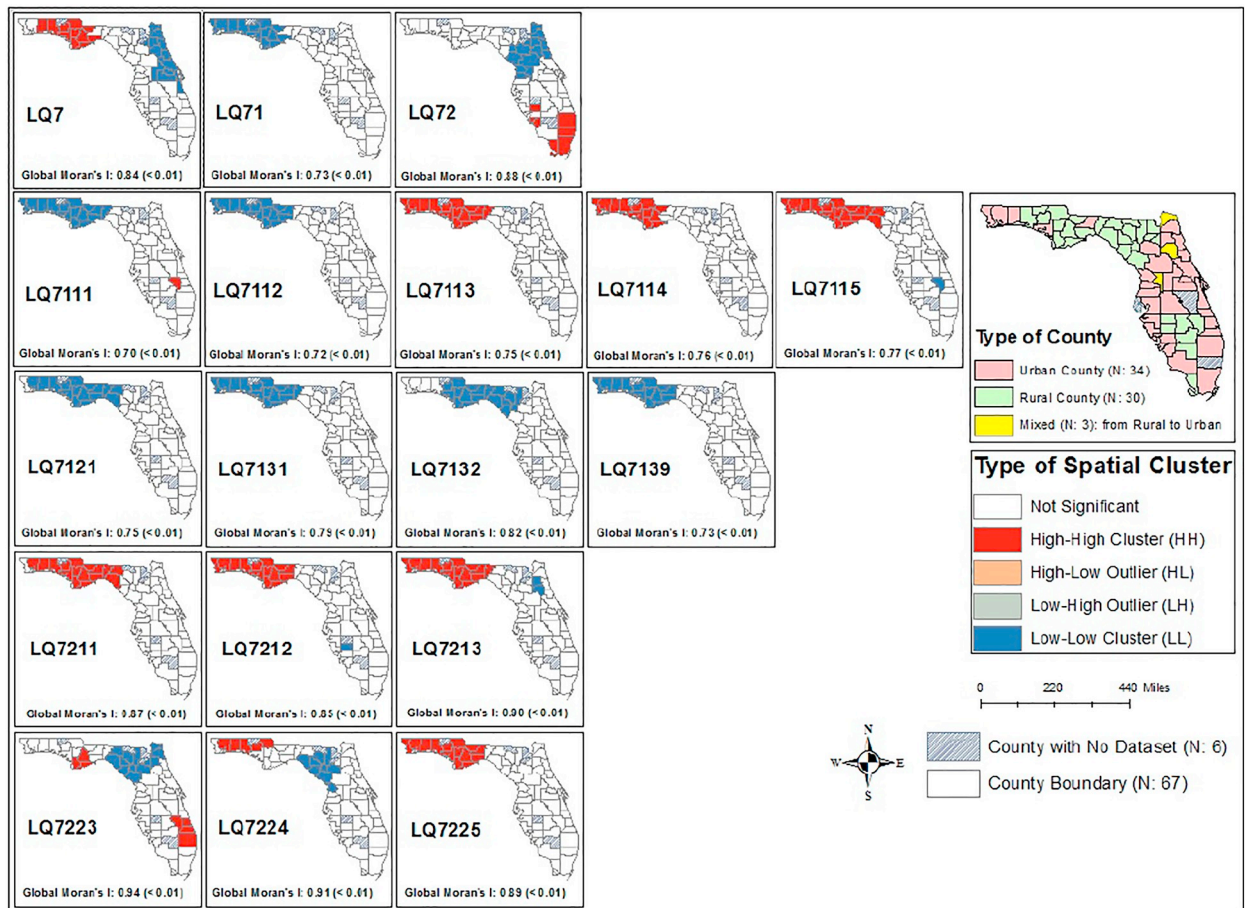 LQ7
Global Moran's I: 0.84 (< 0.01)
LQ71
Global Moran's I: 0.73 (< 0.01)
LQ72
Global Moran's I: 0.88 (< 0.01)
LQ7111
Global Moran's I: 0.70 (< 0.01)
LQ7112
Global Moran's I: 0.72 (< 0.01)
LQ7113
Global Moran's I: 0.75 (< 0.01)
LQ7114
Global Moran's I: 0.76 (< 0.01)
LQ7115
Global Moran's I: 0.77 (< 0.01)
Type of County
Urban County (N: 34)
Rural County (N: 30)
Mixed (N: 3): from Rural to Urban
LQ7121
Global Moran's I: 0.75 (< 0.01)
LQ7131
Global Moran's I: 0.79 (< 0.01)
LQ7132
Global Moran's I: 0.82 (< 0.01)
LQ7139
Global Moran's I: 0.73 (< 0.01)
Type of Spatial Cluster
Not Significant
High-High Cluster (HH)
High-Low Outlier (HL)
Low-High Outlier (LH)
Low-Low Cluster (LL)
LQ7211
Global Moran's I: 0.87 (< 0.01)
LQ7212
Global Moran's I: 0.85 (< 0.01)
LQ7213
Global Moran's I: 0.90 (< 0.01)
0 220 440 Miles
N
W E
S
County with No Dataset (N: 6)
County Boundary (N: 67)
LQ7223
Global Moran's I: 0.94 (< 0.01)
LQ7224
Global Moran's I: 0.91 (< 0.01)
LQ7225
Global Moran's I: 0.89 (< 0.01)